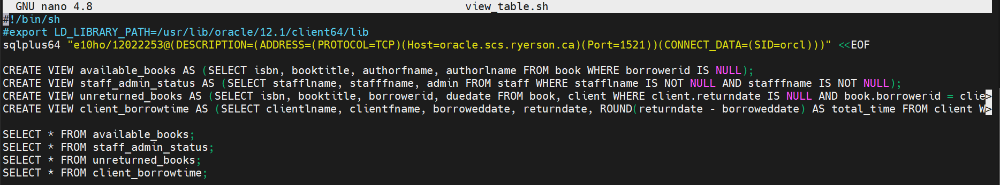 GNU nano 4.8 view_table.sh
#!/bin/sh
#export LD_LIBRARY_PATH=/usr/lib/oracle/12.1/client64/lib
sqlplus64 "e10ho/12022253@(DESCRIPTION=(ADDRESS=(PROTOCOL=TCP)(Host=oracle.scs.ryerson.ca)(Port=1521))(CONNECT_DATA=(SID=orcl)))" <<EOF
CREATE VIEW available_books AS (SELECT isbn, booktitle, authorfname, authorlname FROM book WHERE borrowerid IS NULL);
CREATE VIEW staff_admin_status AS (SELECT stafflname, stafffname, admin FROM staff WHERE stafflname IS NOT NULL AND stafffname IS NOT NULL);
CREATE VIEW unreturned_books AS (SELECT isbn, booktitle, borrowerid, duedate FROM book, client WHERE client.returndate IS NULL AND book.borrowerid = clie>
CREATE VIEW client_borrowtime AS (SELECT clientlname, clientfname, borroweddate, returndate, ROUND(returndate - borroweddate) AS total_time FROM client W>
SELECT * FROM available_books;
SELECT * FROM staff_admin_status;
SELECT * FROM unreturned_books;
SELECT * FROM client_borrowtime;